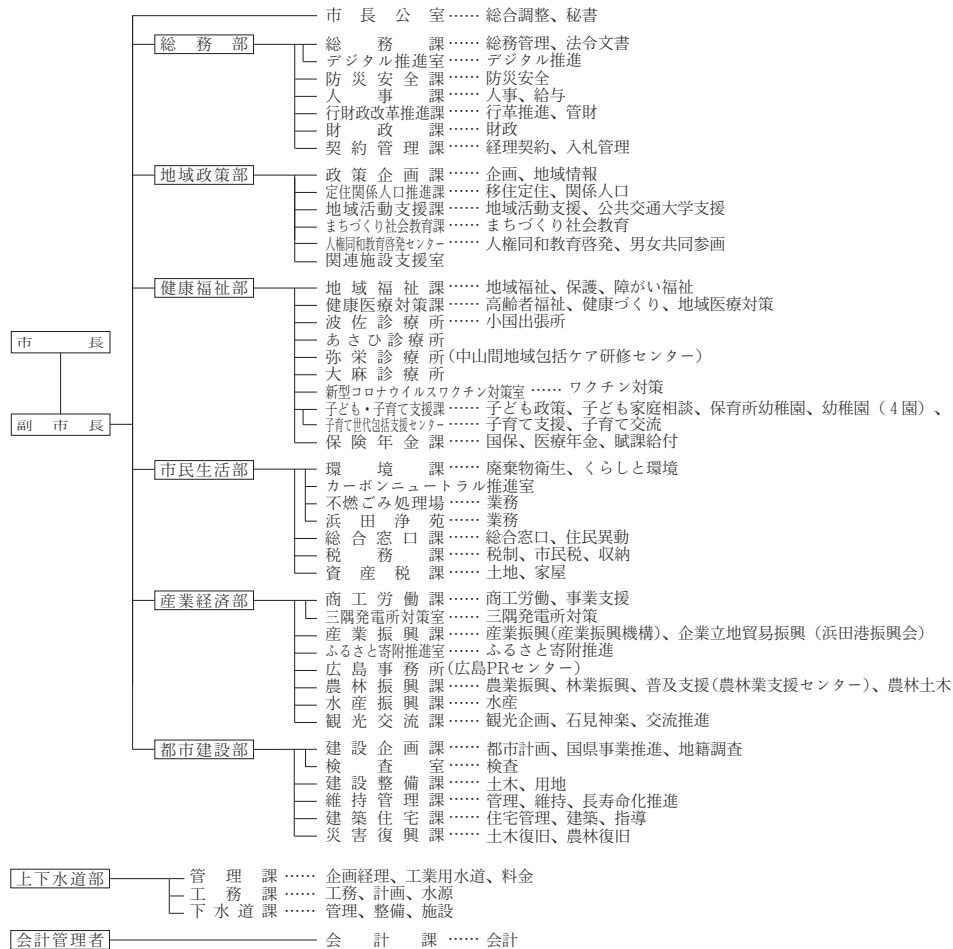 市長公室……総合調整、秘書
総務部 総務課……総務管理、法令文書
デジタル推進室……デジタル推進
防災安全課……防災安全
人事課……人事、給与
行財政改革推進課……行革推進、管財
財政課……財政
契約管理課……経理契約、入札管理
地域政策部 政策企画課……企画、地域情報
定住関係人口推進課……移住定住、関係人口
地域活動支援課……地域活動支援、公共交通大学支援
まちづくり社会教育課……まちづくり社会教育
人権同和教育啓発センター……人権同和教育啓発、男女共同参画
関連施設支援室
健康福祉部 地域福祉課……地域福祉、保護、障がい福祉
健康医療対策課……高齢者福祉、健康づくり、地域医療対策
波佐診療所……小国出張所
市長 あさひ診療所
弥栄診療所(中山間地域包括ケア研修センター)
大麻診療所
新型コロナウイルスワクチン対策室……ワクチン対策
子ども・子育て支援課……子ども政策、子ども家庭相談、保育所幼稚園、幼稚園(4園)、
副市長 子育て世代包括支援センター……子育て支援、子育て交流
保険年金課……国保、医療年金、賦課給付
市民生活部 環境課……廃棄物衛生、くらしと環境
カーボンニュートラル推進室
不燃ごみ処理場……業務
浜田浄苑……業務
総合窓口課……総合窓口、住民異動
税務課……税制、市民税、収納
資産税課……土地、家屋
産業経済部 商工労働課……商工労働、事業支援
三隅発電所対策室……三隅発電所対策
産業振興課……産業振興(産業振興機構)、企業立地貿易振興(浜田港振興会)
ふるさと寄附推進室……ふるさと寄附推進
広島事務所(広島PRセンター)
農林振興課……農業振興、林業振興、普及支援(農林業支援センター)、農林土木
水産振興課……水産
観光交流課……観光企画、石見神楽、交流推進
都市建設部 建設企画課……都市計画、国県事業推進、地籍調査
検査室……検査
建設整備課……土木、用地
維持管理課……管理、維持、長寿命化推進
建築住宅課……住宅管理、建築、指導
災害復興課……土木復旧、農林復旧
上下水道部 管理課……企画経理、工業用水道、料金
工務課……工務、計画、水源
下水道課……管理、整備、施設
会計管理者 会計課……会計